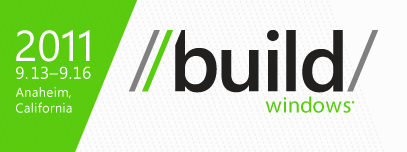 2011
9.13–9.16
Anaheim,
California
//build/
windows